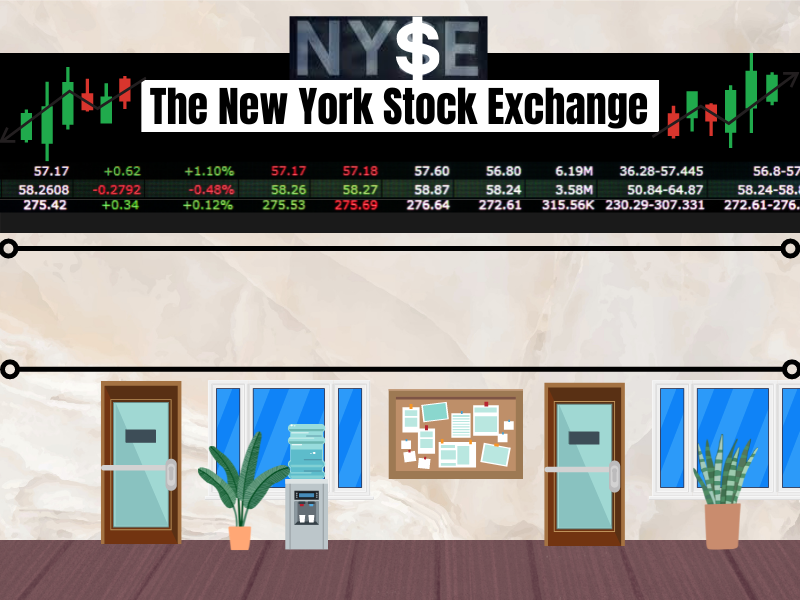 NY$E
The New York Stock Exchange
57.17 +0.62 +1.10% 57.17 57.18 57.60 56.80 6.19M 36.28-57.445 56.8-57
58.2608 -0.2792 -0.48% 58.26 58.27 58.87 58.24 3.58M 50.84-64.87 58.24-58.8
275.42 +0.34 +0.12% 275.53 275.69 276.64 272.61 315.56K 230.29-307.331 272.61-276.